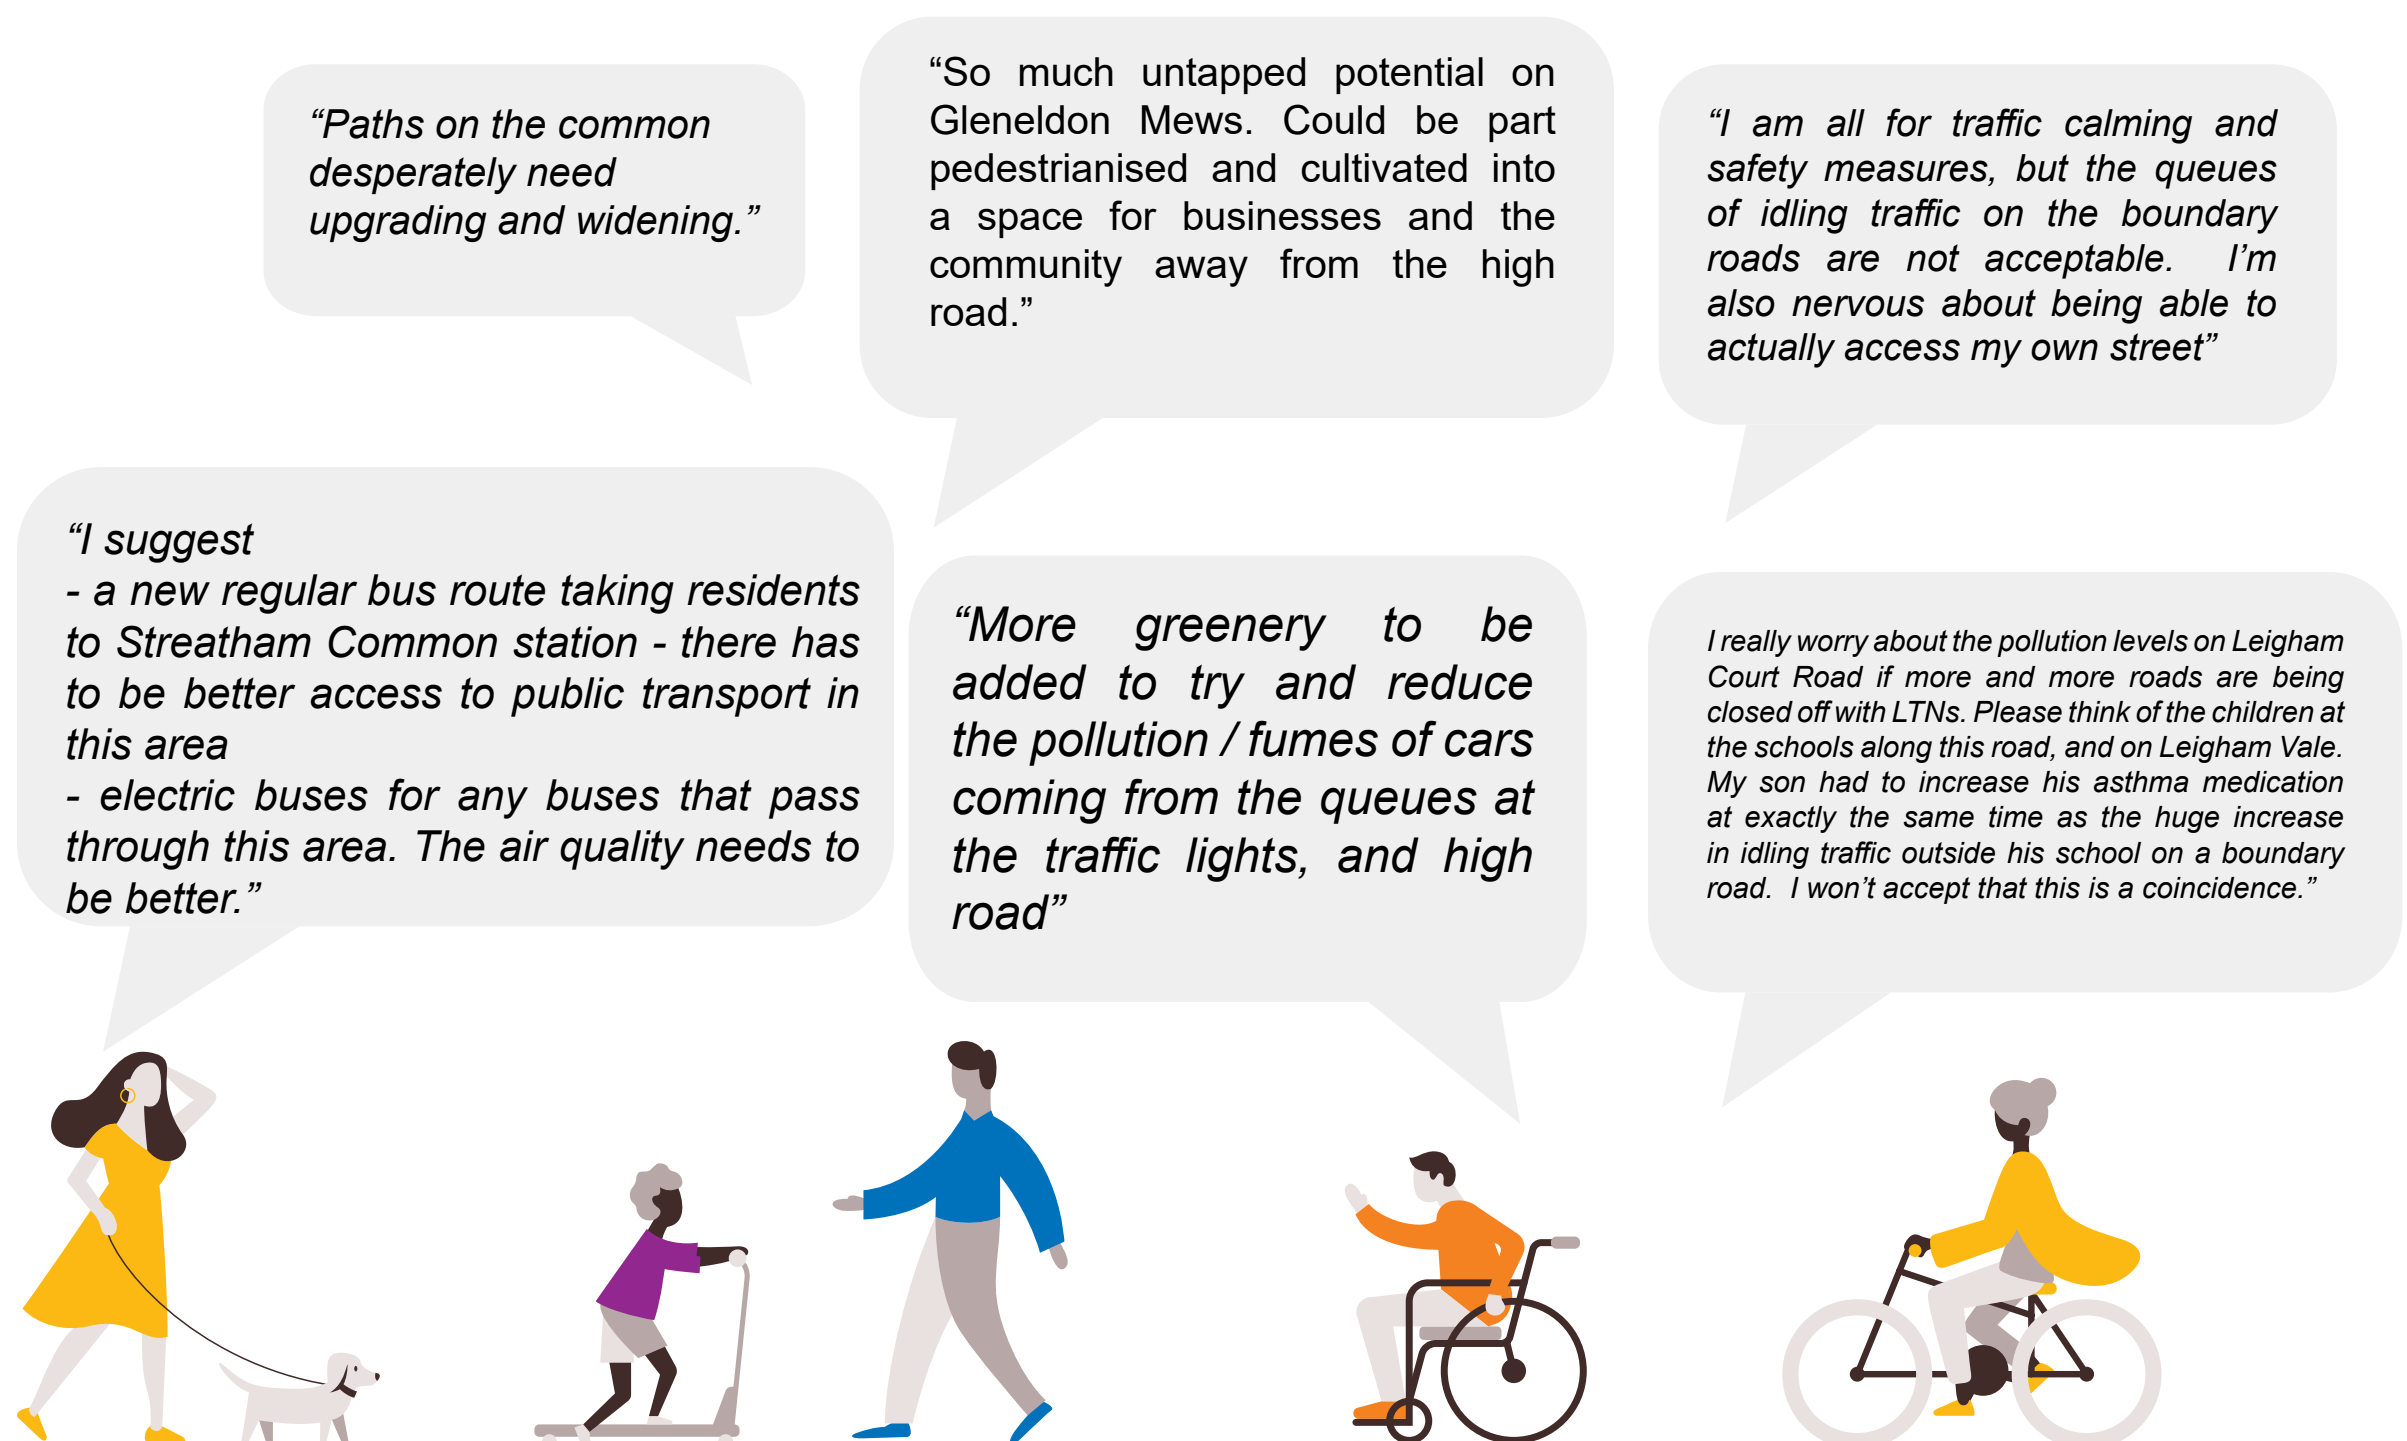 “Paths on the common
desperately need
upgrading and widening.”
“So much untapped potential on
Gleneldon Mews. Could be part
pedestrianised and cultivated into
a space for businesses and the
community away from the high
road.”
“I am all for traffic calming and
safety measures, but the queues
of idling traffic on the boundary
roads are not acceptable. I’m
also nervous about being able to
actually access my own street”
“I suggest
- a new regular bus route taking residents
to Streatham Common station - there has
to be better access to public transport in
this area
- electric buses for any buses that pass
through this area. The air quality needs to
be better.”
“More greenery to be
added to try and reduce
the pollution / fumes of cars
coming from the queues at
the traffic lights, and high
road”
I really worry about the pollution levels on Leigham
Court Road if more and more roads are being
closed off with LTNs. Please think of the children at
the schools along this road, and on Leigham Vale.
My son had to increase his asthma medication
at exactly the same time as the huge increase
in idling traffic outside his school on a boundary
road. I won’t accept that this is a coincidence.”